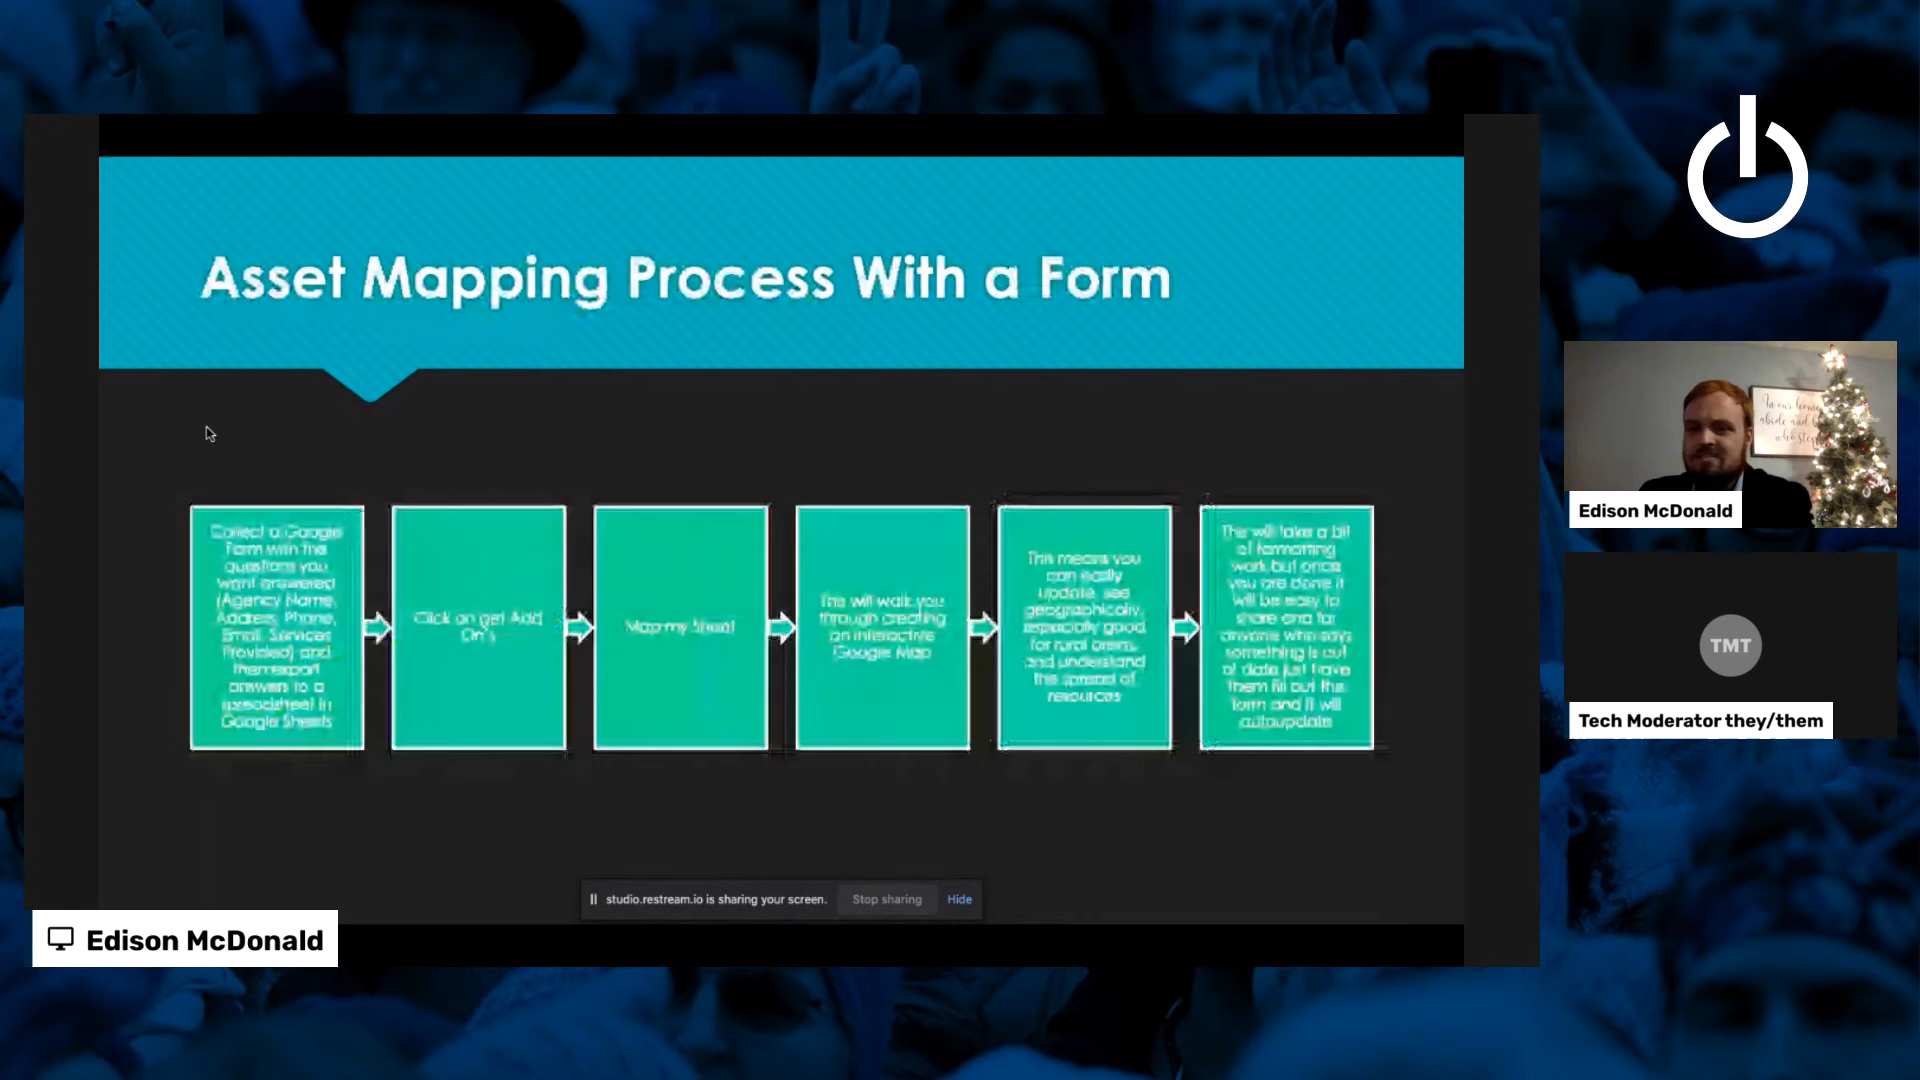 Asset Mapping Process With a Form
Collect a Google
Form with the
questions you
want answered
(Agency Name,
Address, Phone,
Email, Services
Provided) and
then export
answers to a
spreadsheet in
Google Sheets
Click on get Add
On's
Map my Sheet
This will walk you
through creating
an interactive
Google Map
This means you
can easily
update, see
geographically,
especially good
for rural areas,
and understand
the spread of
resources
This will take a bit
of formatting
work but once
you are done it
will be easy to
share and for
anyone who says
something is out
of date just have
them fill out the
form and it will
autoupdate
studio.restream.io is sharing your screen.
Stop sharing
Hide
Edison McDonald
In our house
abide and
who
Edison McDonald
TMT
Tech Moderator they/them